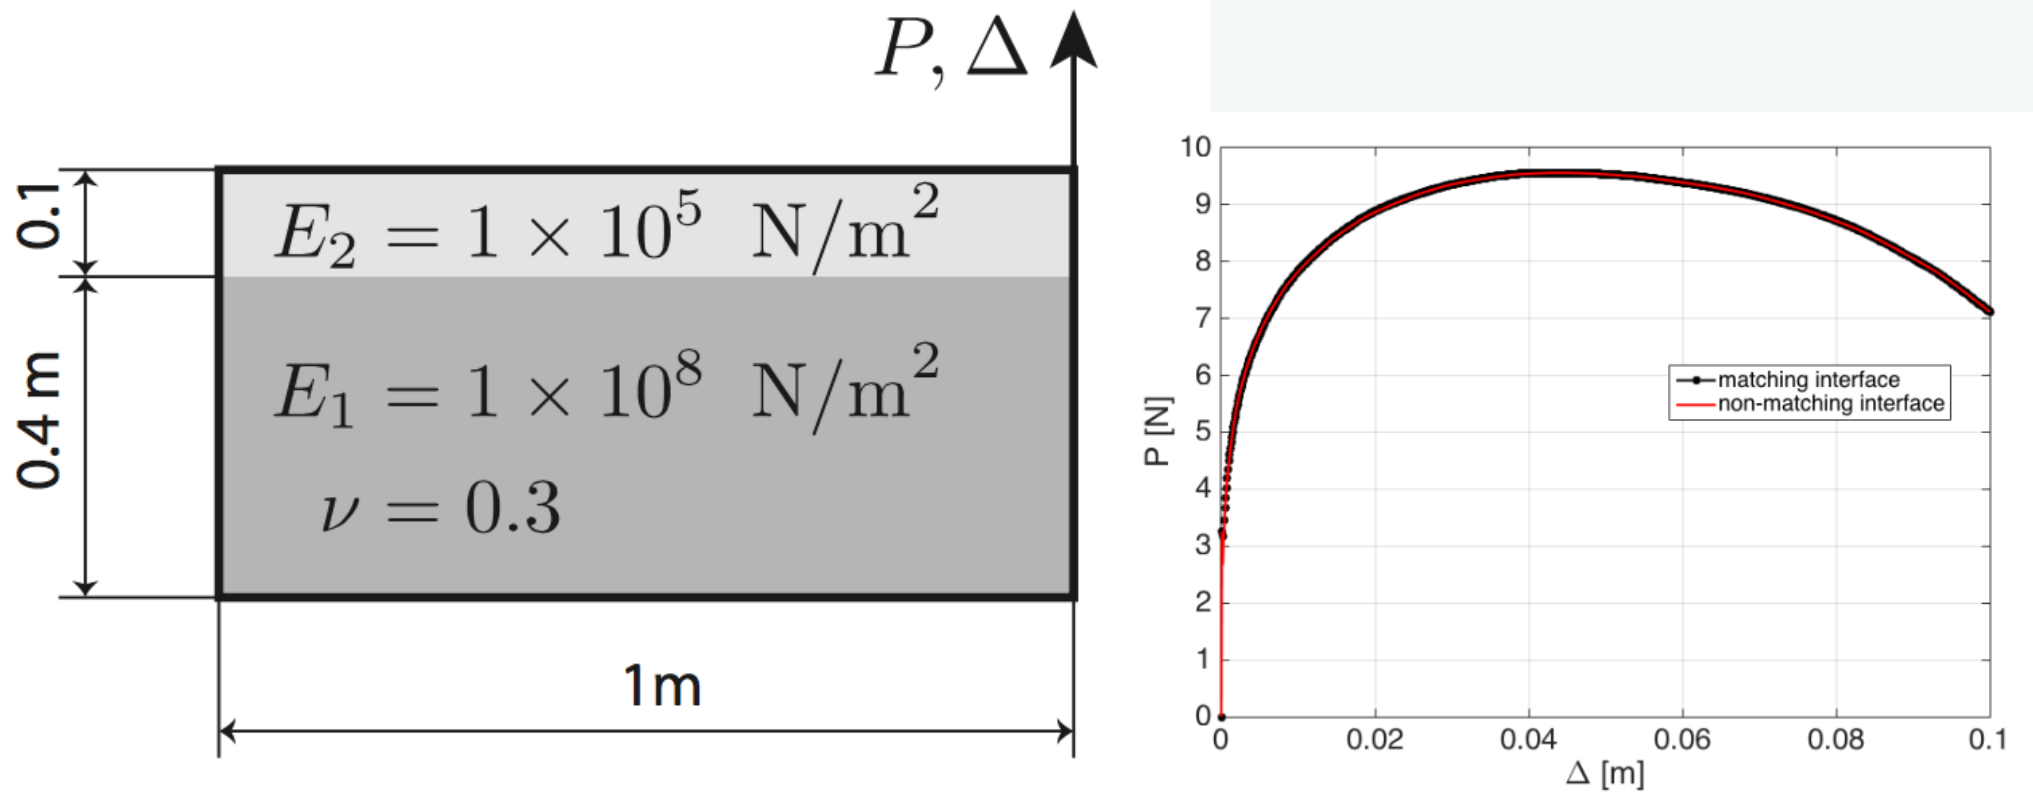 P, Δ
0.1
E₂ = 1 × 10⁵ N/m²
0.4 m
E₁ = 1 × 10⁸ N/m²
ν = 0.3
1m
10
9
8
7
6
5
4
3
2
1
0
P [N]
matching interface
non-matching interface
0 0.02 0.04 0.06 0.08 0.1
Δ [m]